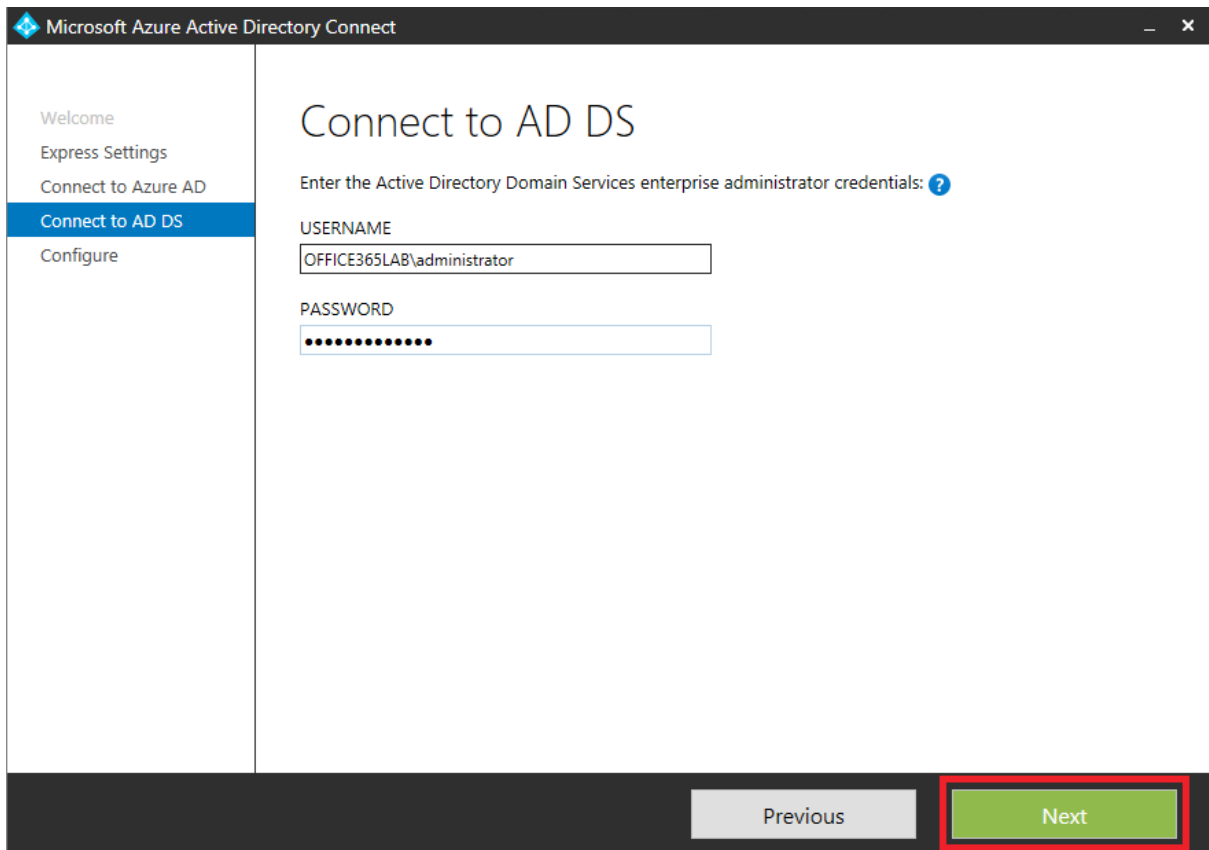 Microsoft Azure Active Directory Connect
Welcome
Express Settings
Connect to Azure AD
Connect to AD DS
Configure
Connect to AD DS
Enter the Active Directory Domain Services enterprise administrator credentials: ?
USERNAME
OFFICE365LAB\administrator
PASSWORD
•••••••••••••
Previous
Next